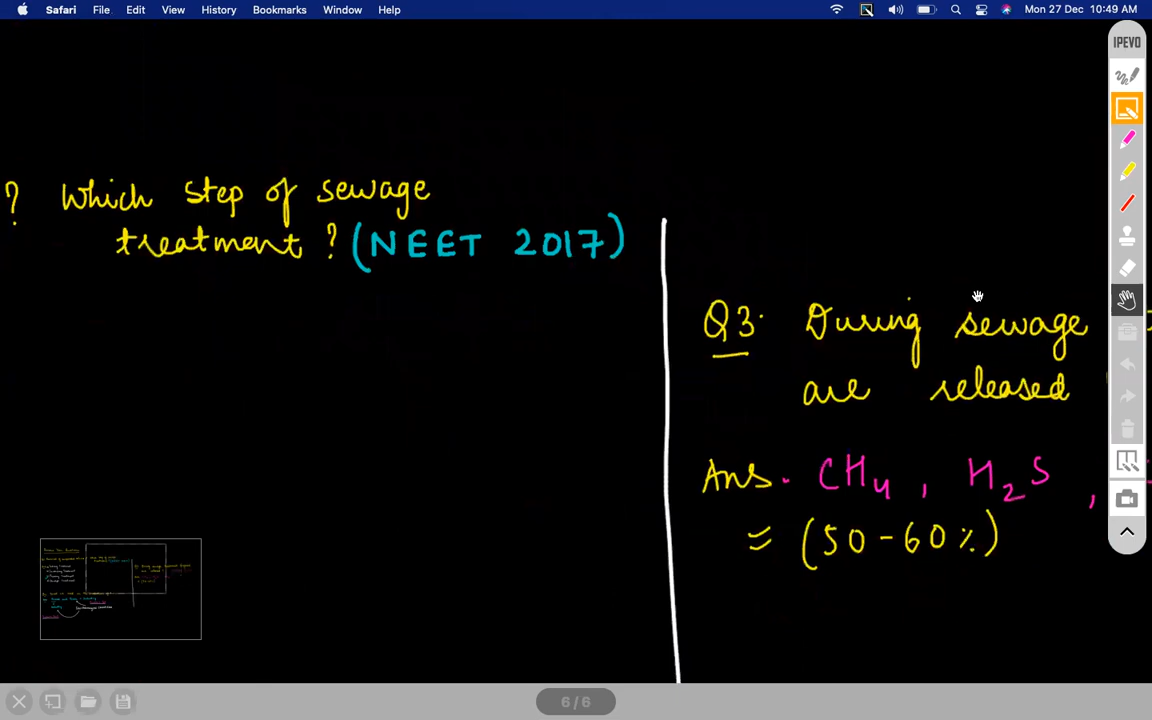 Safari File Edit View History Bookmarks Window Help Mon 27 Dec 10:49 AM
IPEVO
? Which step of sewage
treatment ? (NEET 2017)
Q3. During sewage
are released
Ans. CH4, H2S,
= (50-60%)
6/6